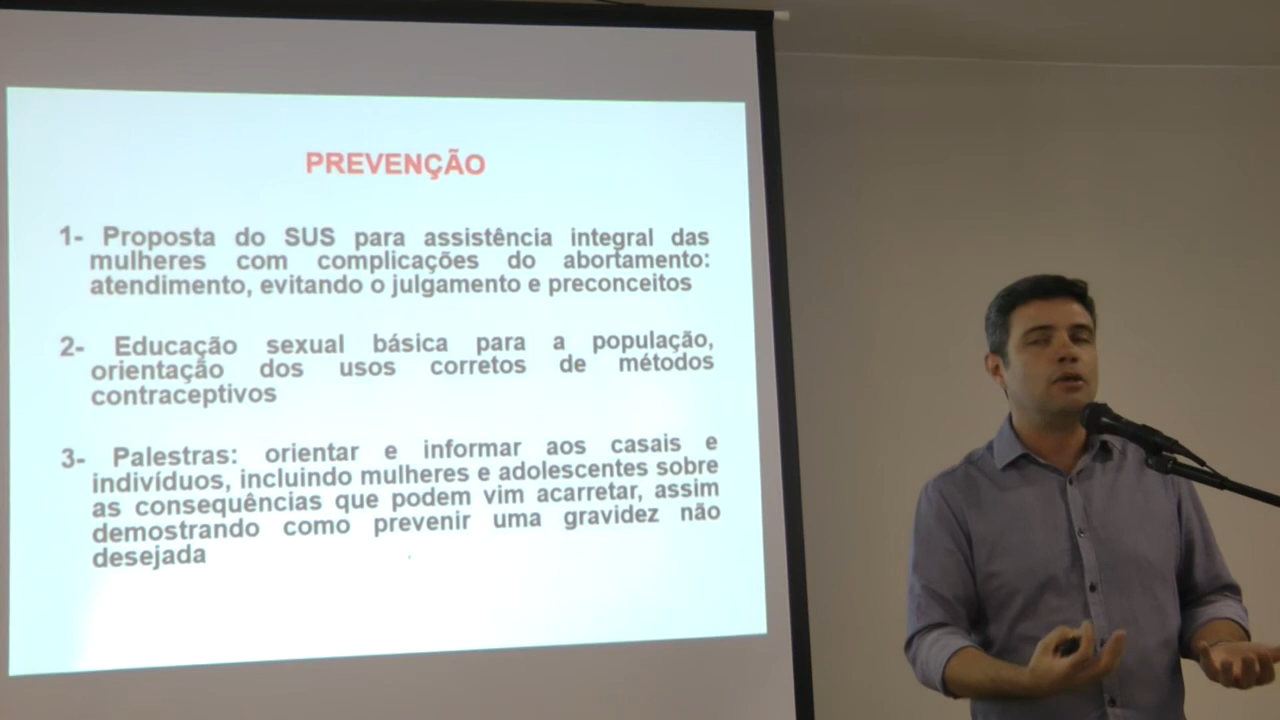 PREVENÇÃO
1- Proposta do SUS para assistência integral das
mulheres com complicações do abortamento:
atendimento, evitando o julgamento e preconceitos
2- Educação sexual básica para a população,
orientação dos usos corretos de métodos
contraceptivos
3- Palestras: orientar e informar aos casais e
indivíduos, incluindo mulheres e adolescentes sobre
as consequências que podem vim acarretar, assim
demostrando como prevenir uma gravidez não
desejada